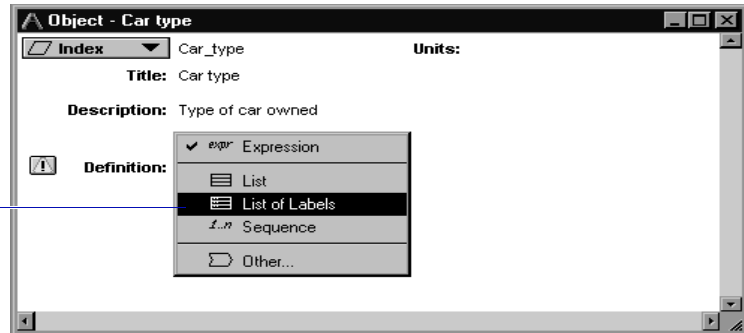 Object - Car type
Index Car_type Units:
Title: Car type
Description: Type of car owned
Definition:
expr Expression
List
List of Labels
1..n Sequence
Other...